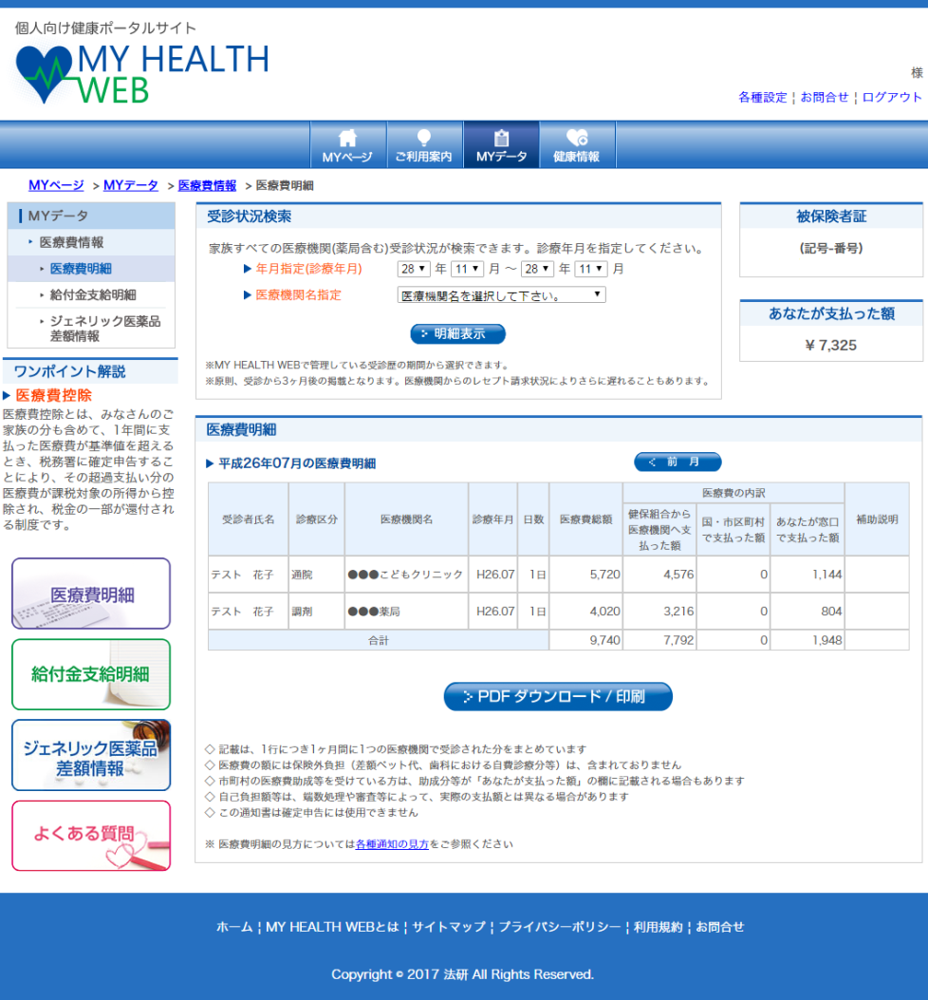 個人向け健康ポータルサイト
MY HEALTH
WEB
様
各種設定 ¦ お問合せ ¦ ログアウト
MYページ ご利用案内 MYデータ 健康情報
MYページ > MYデータ > 医療費情報 > 医療費明細
MYデータ
医療費情報
医療費明細
給付金支給明細
ジェネリック医薬品
差額情報
ワンポイント解説
医療費控除
医療費控除とは、みなさんのご
家族の分も含めて、1年間に支
払った医療費が基準値を超える
とき、税務署に確定申告するこ
とにより、その超過支払い分の
医療費が課税対象の所得から控
除され、税金の一部が還付され
る制度です。
医療費明細
給付金支給明細
ジェネリック医薬品
差額情報
よくある質問
受診状況検索
家族すべての医療機関(薬局含む)受診状況が検索できます。診療年月を指定してください。
年月指定(診療年月) 28 年 11 月 ～ 28 年 11 月
医療機関名指定 医療機関名を選択して下さい。
明細表示
※MY HEALTH WEBで管理している受診歴の期間から選択できます。
※原則、受診から3ヶ月後の掲載となります。医療機関からのレセプト請求状況によりさらに遅れることもあります。
被保険者証
(記号-番号)
あなたが支払った額
¥ 7,325
医療費明細
平成26年07月の医療費明細
< 前 月
受診者氏名 診療区分 医療機関名 診療年月 日数 医療費総額 医療費の内訳 補助説明
健保組合から
医療機関へ支
払った額
国・市区町村
で支払った額
あなたが窓口
で支払った額
テスト 花子 通院 ●●●こどもクリニック H26.07 1日 5,720 4,576 0 1,144
テスト 花子 調剤 ●●●薬局 H26.07 1日 4,020 3,216 0 804
合計 9,740 7,792 0 1,948
PDF ダウンロード / 印刷
◇ 記載は、1行につき1ヶ月間に1つの医療機関で受診された分をまとめています
◇ 医療費の額には保険外負担（差額ベット代、歯科における自費診療分等）は、含まれておりません
◇ 市町村の医療費助成等を受けている方は、助成分等が「あなたが支払った額」の欄に記載される場合もあります
◇ 自己負担額等は、端数処理や審査等によって、実際の支払額とは異なる場合があります
◇ この通知書は確定申告には使用できません
※ 医療費明細の見方については各種通知の見方をご参照ください
ホーム ¦ MY HEALTH WEBとは ¦ サイトマップ ¦ プライバシーポリシー ¦ 利用規約 ¦ お問合せ
Copyright © 2017 法研 All Rights Reserved.